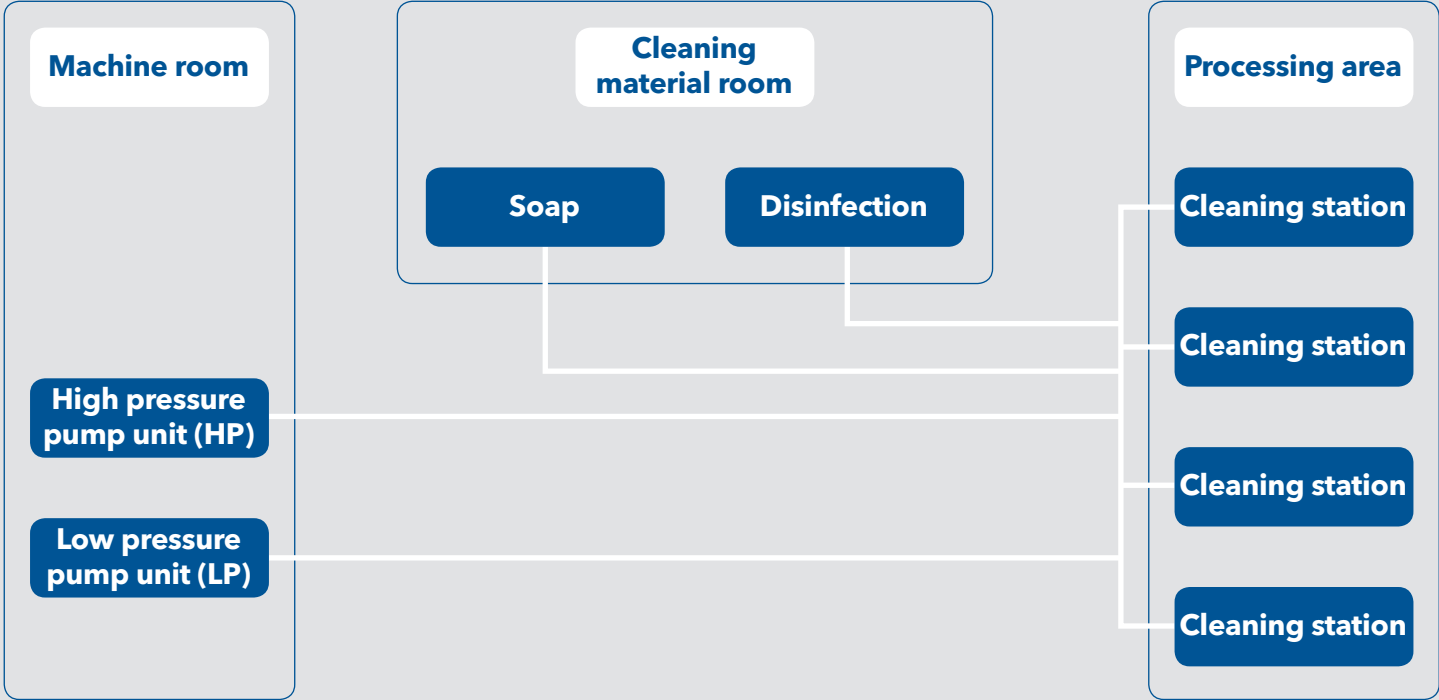 Machine room
High pressure
pump unit (HP)
Low pressure
pump unit (LP)
Cleaning
material room
Soap
Disinfection
Processing area
Cleaning station
Cleaning station
Cleaning station
Cleaning station